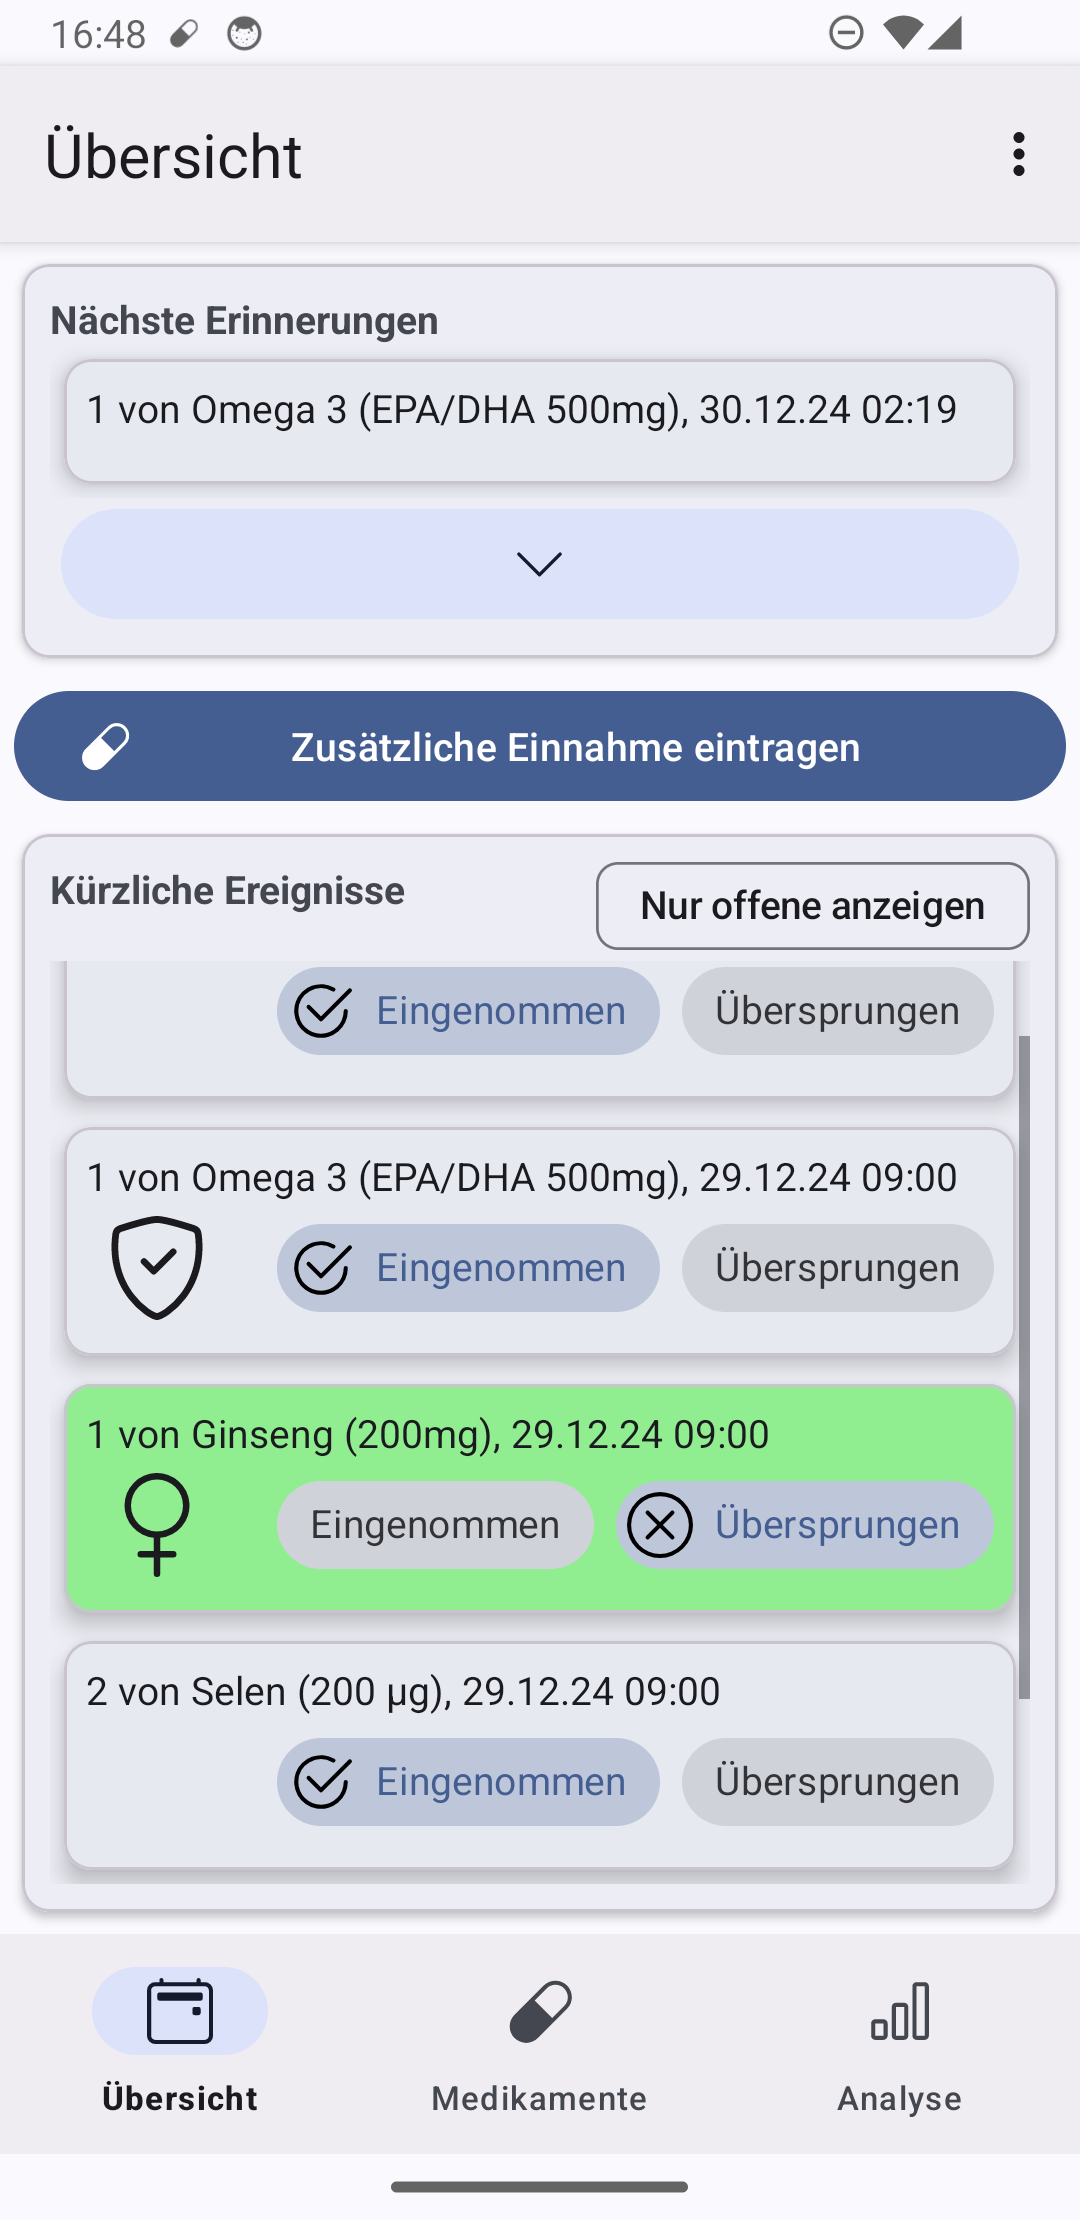 16:48
Übersicht
Nächste Erinnerungen
1 von Omega 3 (EPA/DHA 500mg), 30.12.24 02:19
Zusätzliche Einnahme eintragen
Kürzliche Ereignisse
Nur offene anzeigen
Eingenommen Übersprungen
1 von Omega 3 (EPA/DHA 500mg), 29.12.24 09:00
Eingenommen Übersprungen
1 von Ginseng (200mg), 29.12.24 09:00
Eingenommen Übersprungen
2 von Selen (200 µg), 29.12.24 09:00
Eingenommen Übersprungen
Übersicht Medikamente Analyse